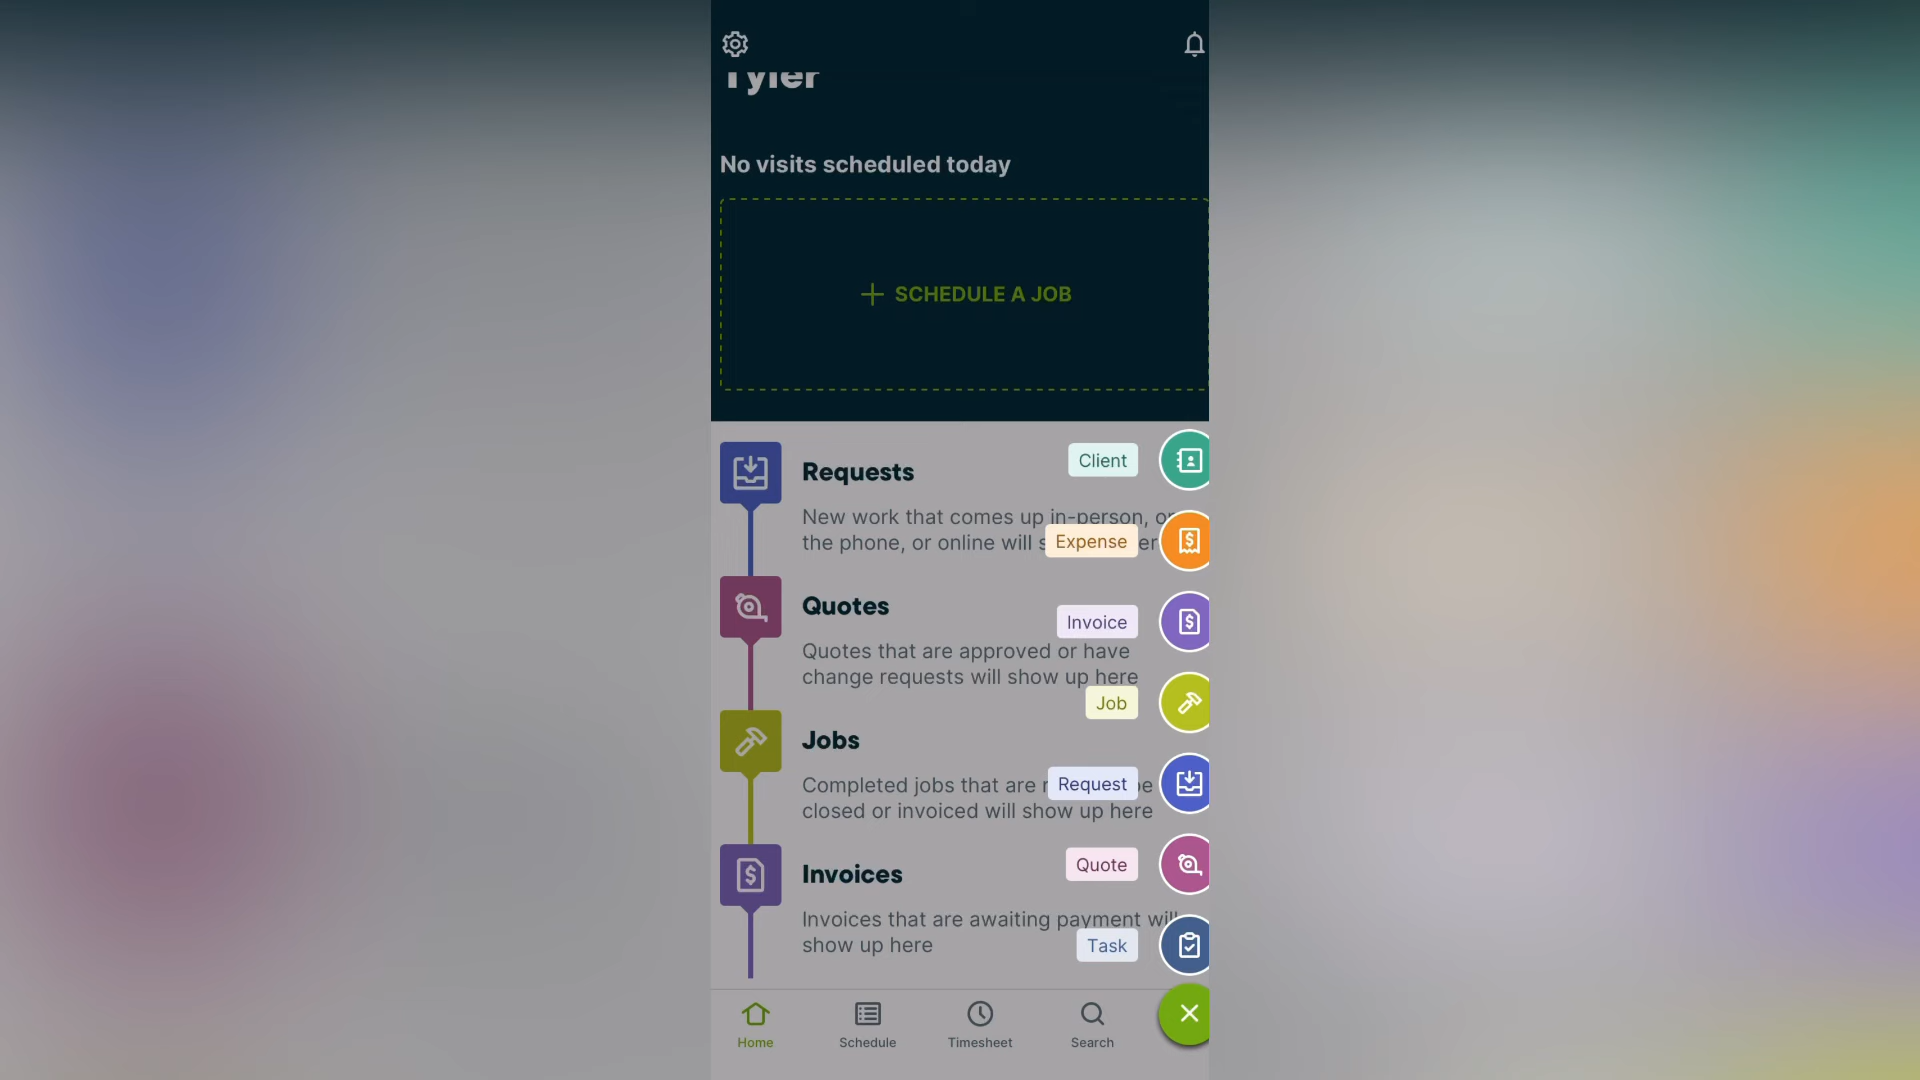 Tyler
No visits scheduled today
SCHEDULE A JOB
Requests
Client
New work that comes up in-person, or
the phone, or online will
Expense
Quotes
Invoice
Quotes that are approved or have
change requests will show up here
Job
Jobs
Completed jobs that are
Request
closed or invoiced will show up here
Invoices
Quote
Invoices that are awaiting payment will
show up here
Task
Home
Schedule
Timesheet
Search